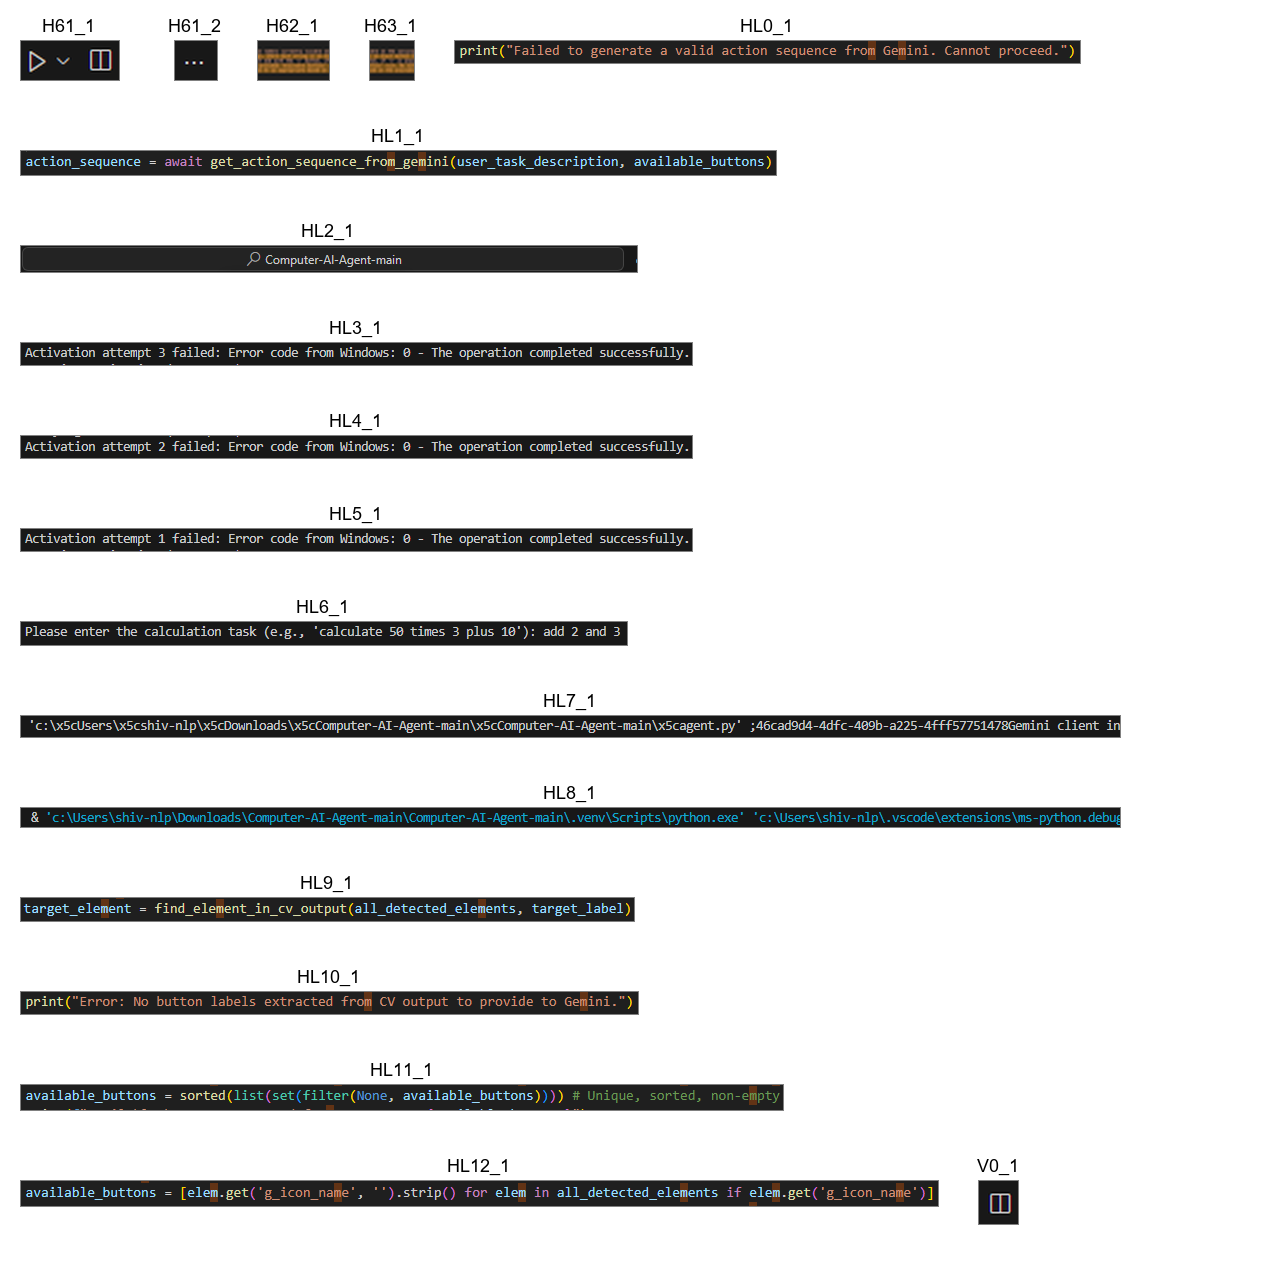 H61_1 H61_2 H62_1 H63_1 HL0_1
...
print("Failed to generate a valid action sequence from Gemini. Cannot proceed.")
HL1_1
action_sequence = await get_action_sequence_from_gemini(user_task_description, available_buttons)
HL2_1
Computer-AI-Agent-main
HL3_1
Activation attempt 3 failed: Error code from Windows: 0 - The operation completed successfully.
HL4_1
Activation attempt 2 failed: Error code from Windows: 0 - The operation completed successfully.
HL5_1
Activation attempt 1 failed: Error code from Windows: 0 - The operation completed successfully.
HL6_1
Please enter the calculation task (e.g., 'calculate 50 times 3 plus 10'): add 2 and 3
HL7_1
'c:\x5cUsers\x5cshiv-nlp\x5cDownloads\x5cComputer-AI-Agent-main\x5cComputer-AI-Agent-main\x5cagent.py' ;46cad9d4-4dfc-409b-a225-4fff57751478Gemini client in
HL8_1
& 'c:\Users\shiv-nlp\Downloads\Computer-AI-Agent-main\Computer-AI-Agent-main\.venv\Scripts\python.exe' 'c:\Users\shiv-nlp\.vscode\extensions\ms-python.debug
HL9_1
target_element = find_element_in_cv_output(all_detected_elements, target_label)
HL10_1
print("Error: No button labels extracted from CV output to provide to Gemini.")
HL11_1
available_buttons = sorted(list(set(filter(None, available_buttons)))) # Unique, sorted, non-empty
HL12_1 V0_1
available_buttons = [elem.get('g_icon_name', '').strip() for elem in all_detected_elements if elem.get('g_icon_name')]